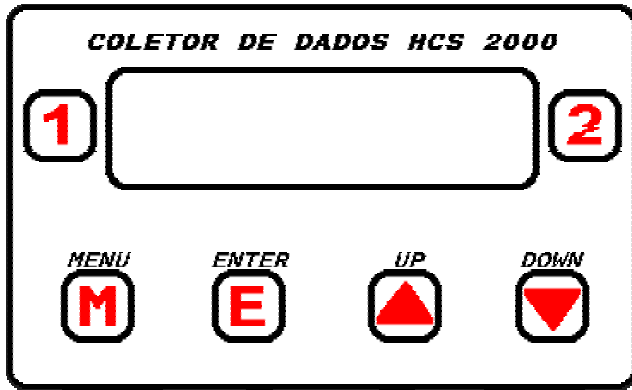 COLETOR DE DADOS HCS 2000
1 2
MENU ENTER UP DOWN
M E